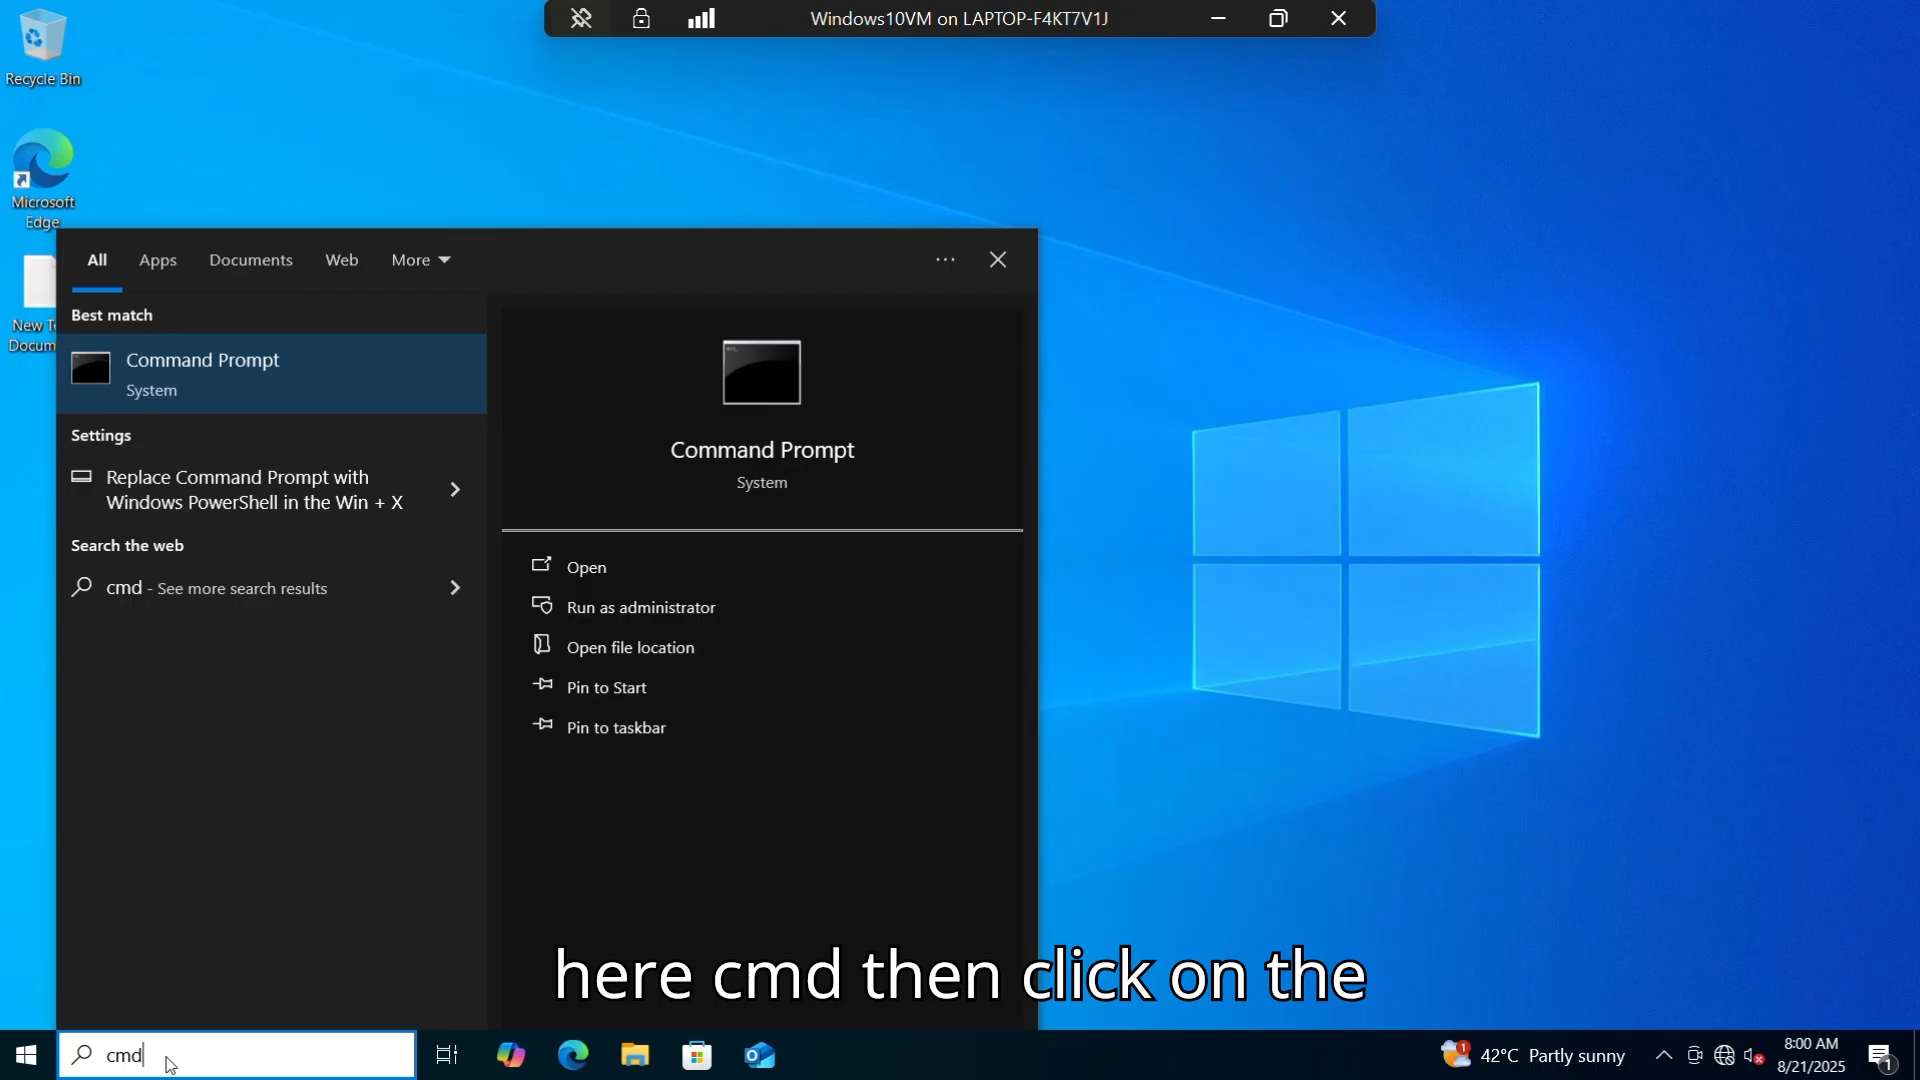 Windows10VM on LAPTOP-F4KT7V1J
Recycle Bin
Microsoft
Edge
New Te
Docum
All
Apps
Documents
Web
More
Best match
Command Prompt
System
Settings
Replace Command Prompt with
Windows PowerShell in the Win + X
Search the web
cmd - See more search results
Command Prompt
System
Open
Run as administrator
Open file location
Pin to Start
Pin to taskbar
here cmd then click on the
cmd
1
42°C Partly sunny
8:00 AM
8/21/2025
1